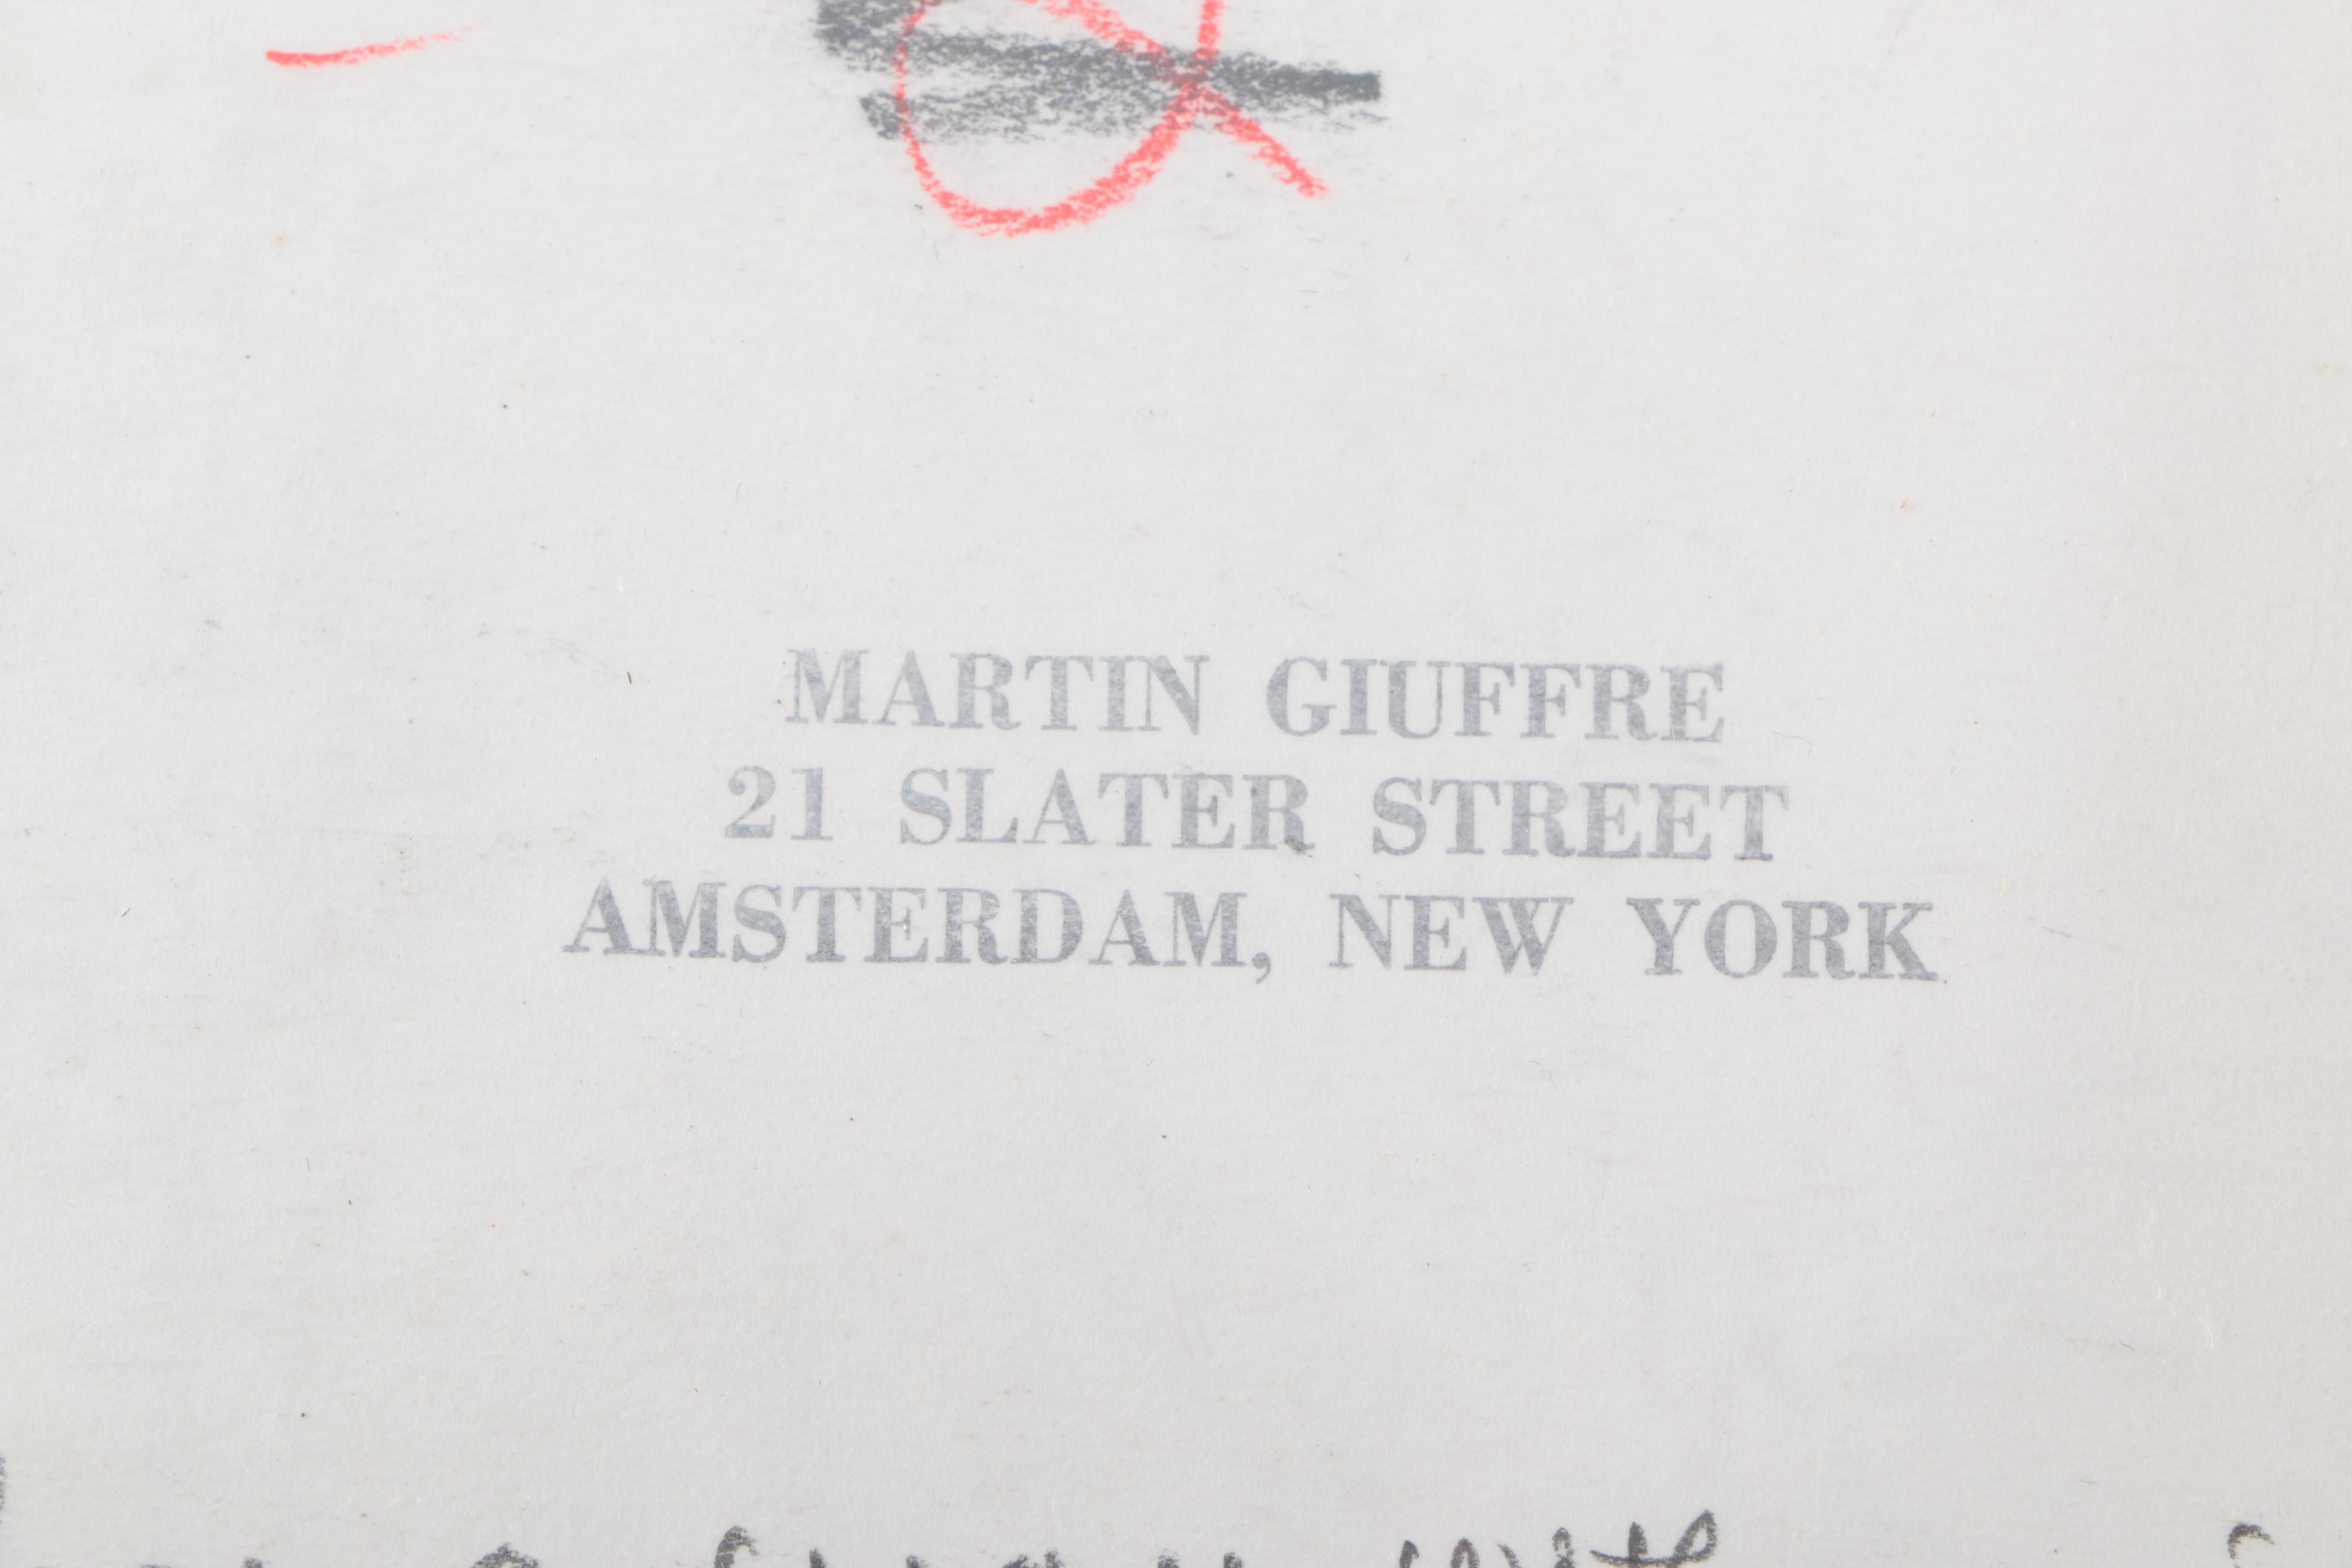 MARTIN GIUFFRE
21 SLATER STREET
AMSTERDAM, NEW YORK